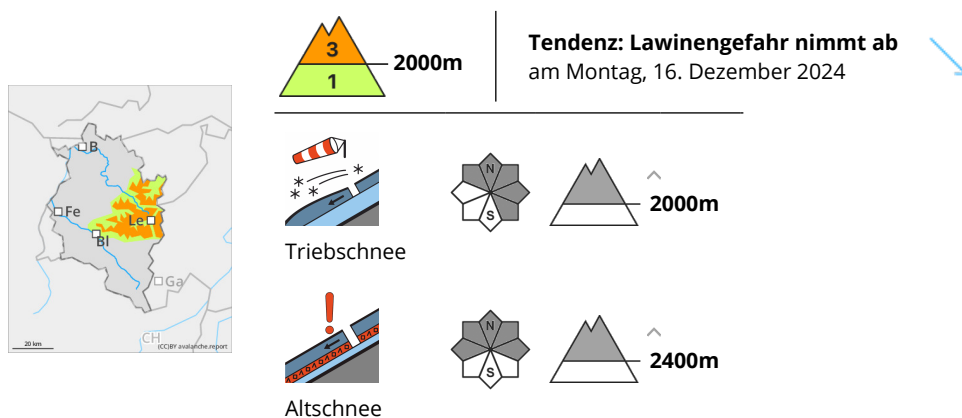 3
1
2000m
Tendenz: Lawinengefahr nimmt ab
am Montag, 16. Dezember 2024
B
Fe
Le
Bl
Ga
CH
20 km
(CC)BY avalanche.report
N
S
2000m
Triebschnee
N
S
2400m
Altschnee